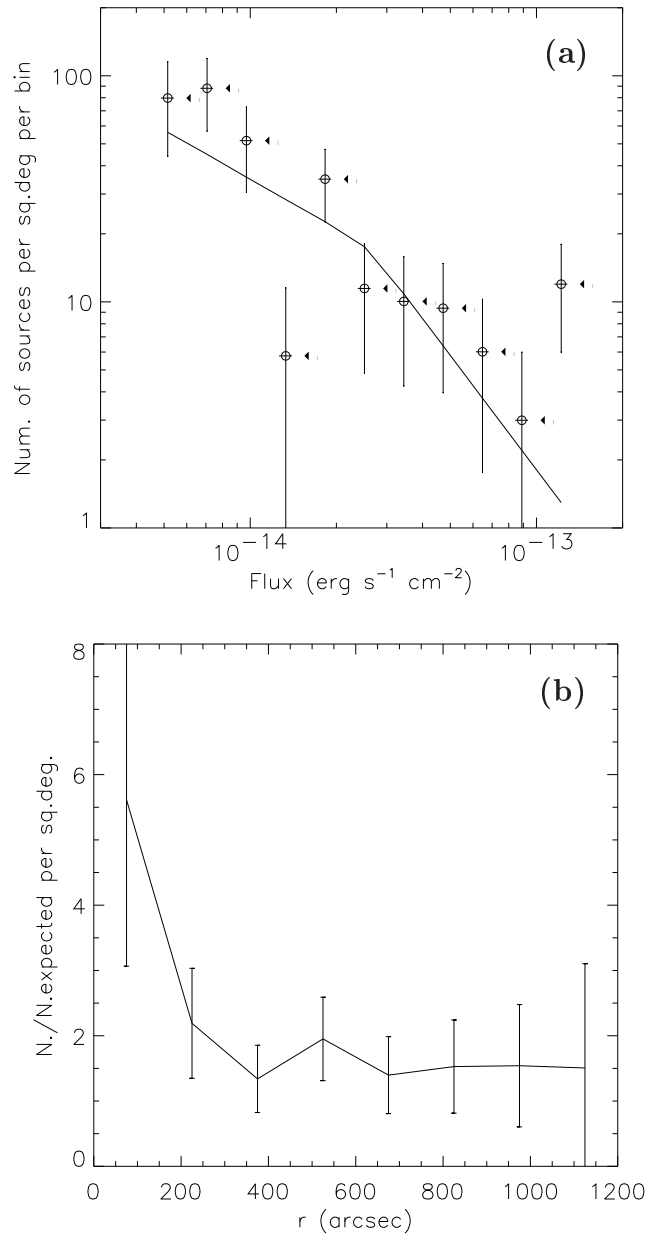 (a)
100
10
1
Num. of sources per sq.deg per bin
10⁻¹⁴ 10⁻¹³
Flux (erg s⁻¹ cm⁻²)
(b)
8
6
4
2
0
N./N.expected per sq.deg.
0 200 400 600 800 1000 1200
r (arcsec)